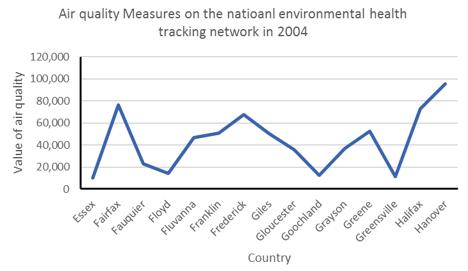 Air quality Measures on the natioanl environmental health
tracking network in 2004
Value of air quality
120,000
100,000
80,000
60,000
40,000
20,000
0
Essex
Fairfax
Fauquier
Floyd
Fluvanna
Franklin
Frederick
Giles
Gloucester
Goochland
Grayson
Greene
Greensville
Halifax
Hanover
Country